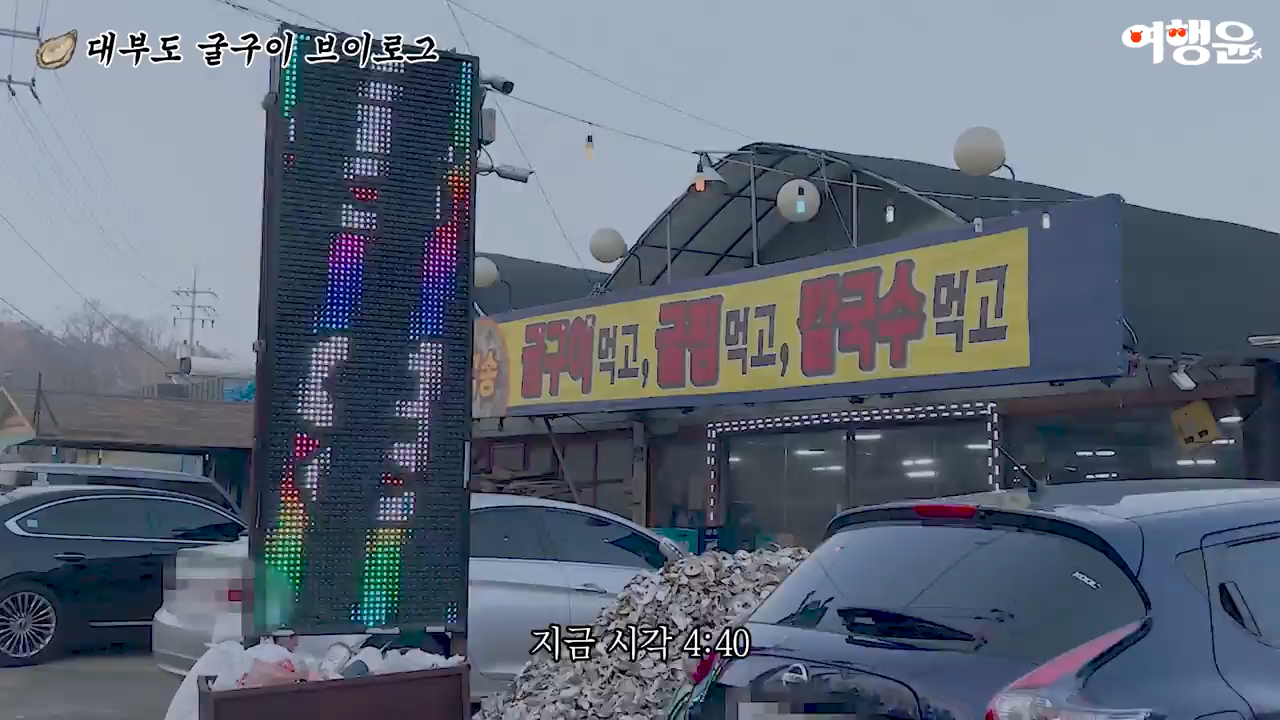 대부도 굴구이 브이로그
여행윤
굴구이 먹고, 굴찜 먹고, 칼국수 먹고
지금 시각 4:40